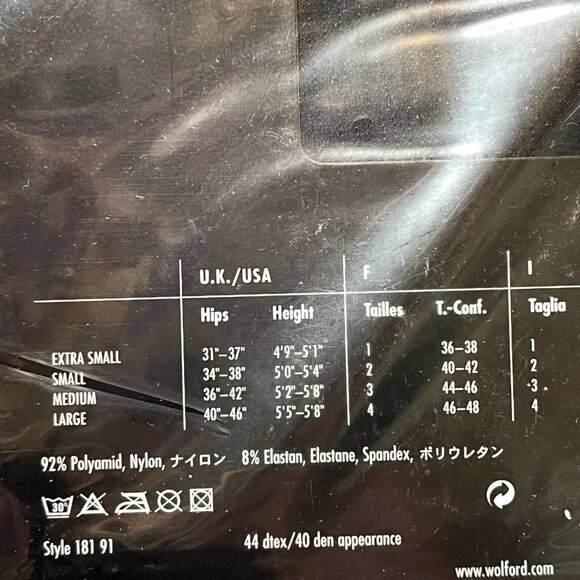 U.K./USA F I
Hips Height Tailles T.-Conf. Taglia
EXTRA SMALL 31"–37" 4'9"–5'1" 1 36–38 1
SMALL 34"–38" 5'0"–5'4" 2 40–42 2
MEDIUM 36"–42" 5'2"–5'8" 3 44–46 3
LARGE 40"–46" 5'5"–5'8" 4 46–48 4
92% Polyamid, Nylon, ナイロン 8% Elastan, Elastane, Spandex, ポリウレタン
30°
Style 181 91 44 dtex/40 den appearance
www.wolford.com